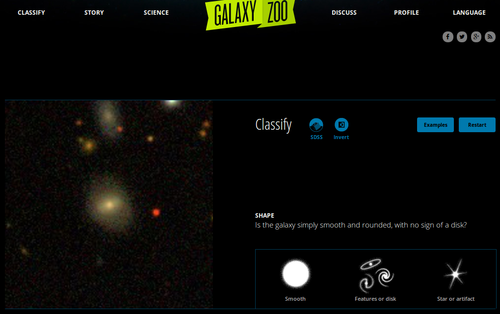 CLASSIFY STORY SCIENCE GALAXY ZOO DISCUSS PROFILE LANGUAGE
Classify SDSS Invert Examples Restart
SHAPE
Is the galaxy simply smooth and rounded, with no sign of a disk?
Smooth Features or disk Star or artifact